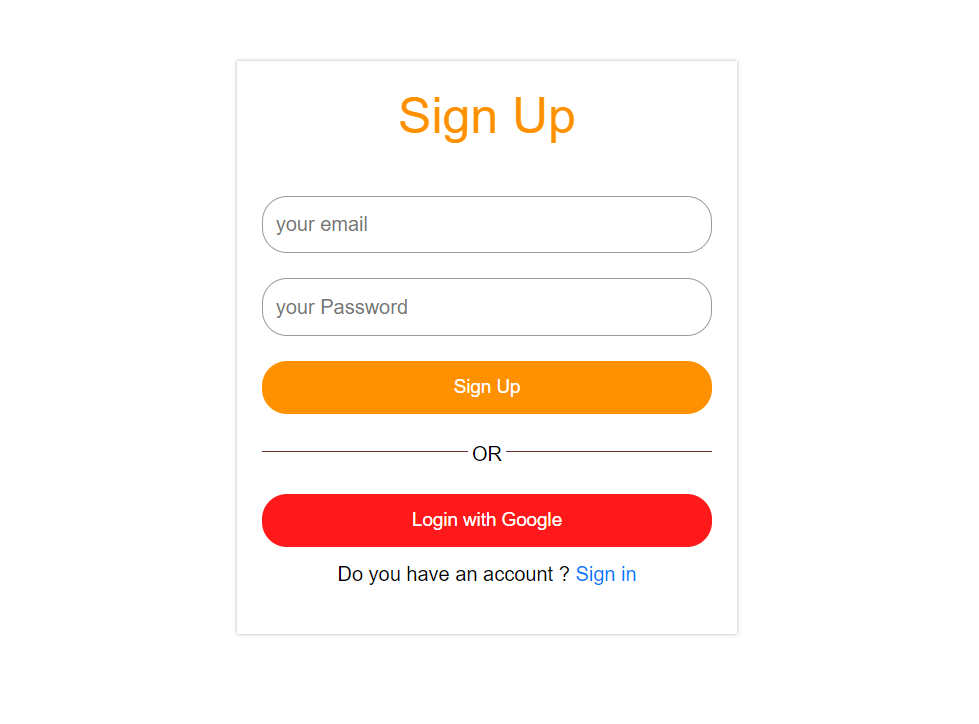 Sign Up
your email
your Password
Sign Up
OR
Login with Google
Do you have an account ? Sign in